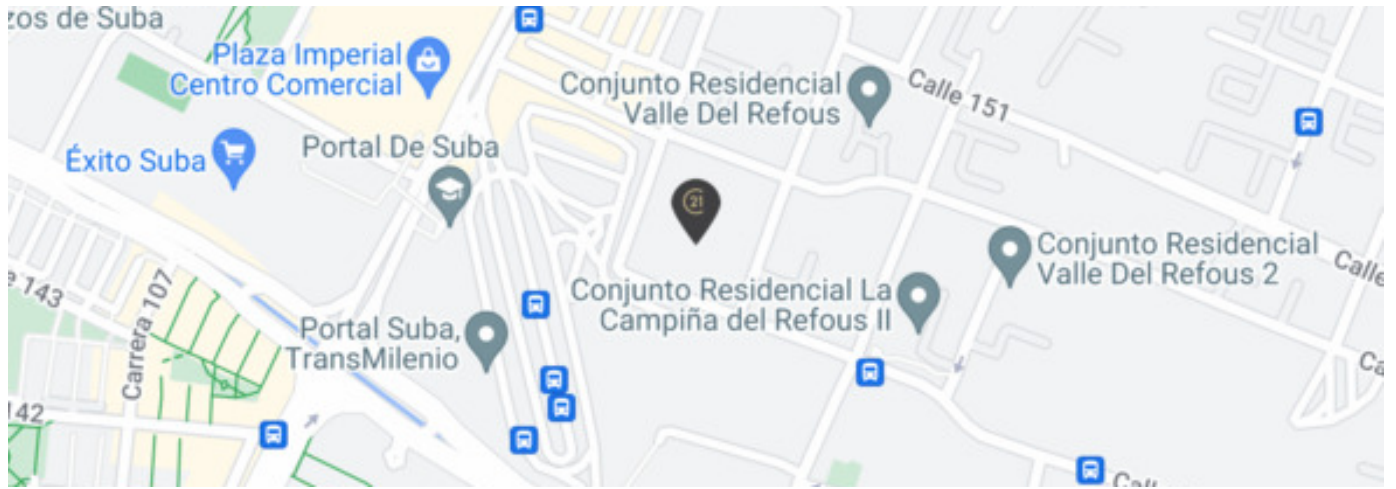 zos de Suba
Plaza Imperial
Centro Comercial
Éxito Suba
Portal De Suba
Conjunto Residencial
Valle Del Refous
Calle 151
21
Conjunto Residencial
Valle Del Refous 2
Calle
Conjunto Residencial La
Campiña del Refous II
Portal Suba,
TransMilenio
e 143
Carrera 107
142
Ca